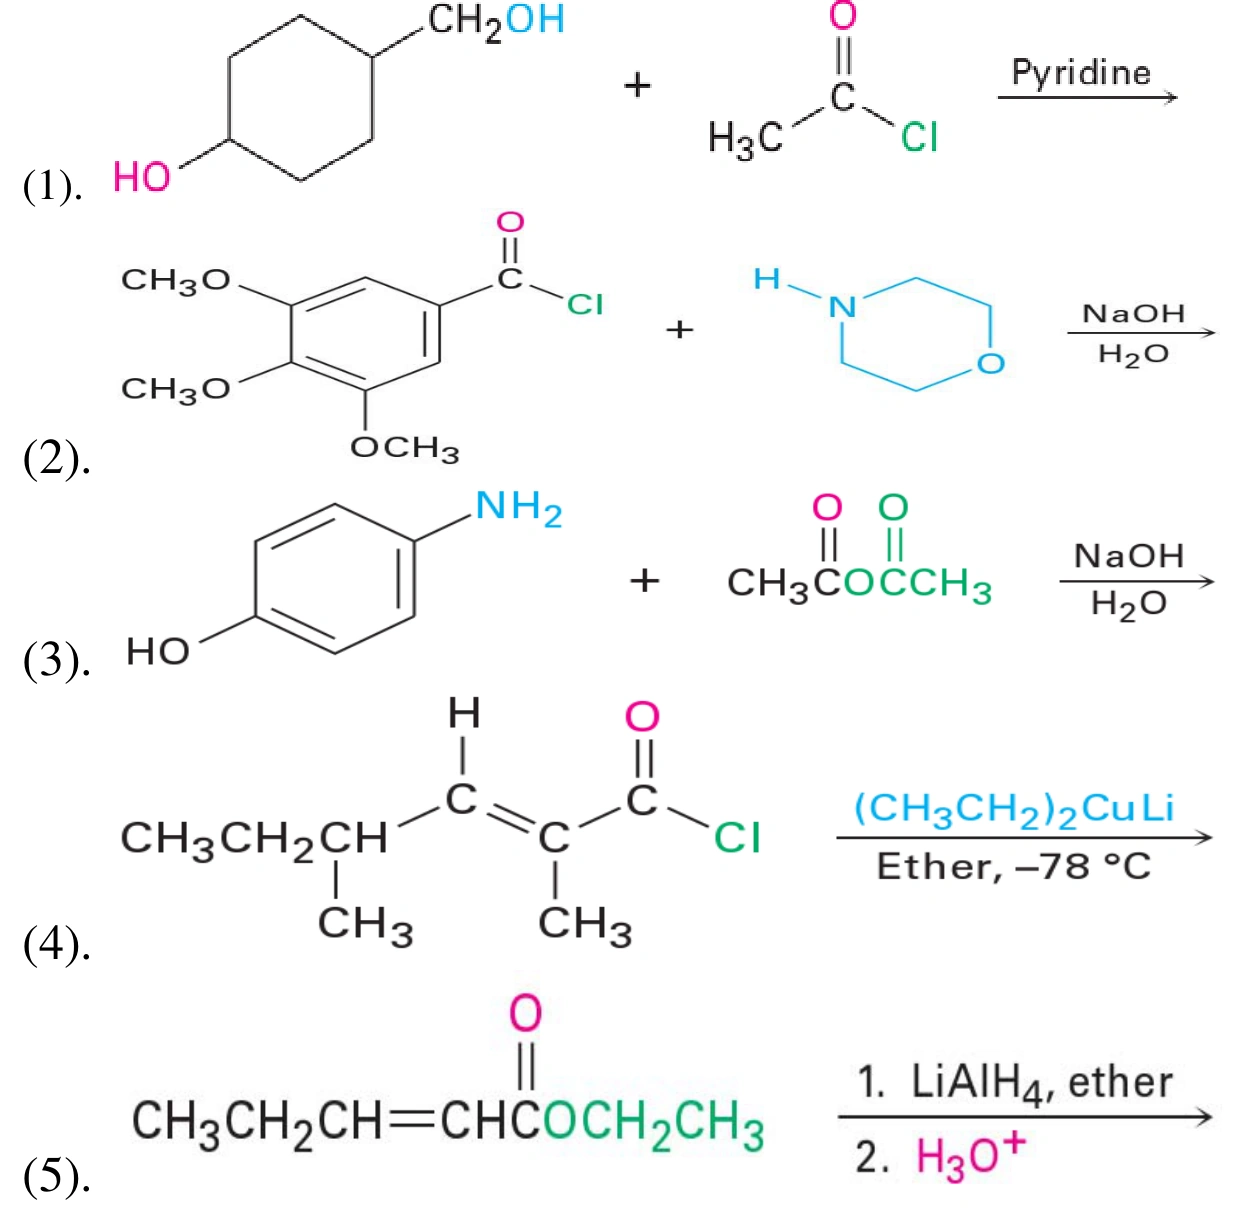 CH₂OH
O
+
Pyridine
C
H₃C
Cl
HO
(1).
O
CH₃O
C
Cl
H
N
+
NaOH
O
H₂O
CH₃O
OCH₃
(2).
NH₂
O O
+
CH₃COCCH₃
NaOH
H₂O
HO
(3).
H
O
C
C
(CH₃CH₂)₂CuLi
CH₃CH₂CH
C
Cl
Ether, –78 °C
CH₃
CH₃
(4).
O
1. LiAlH₄, ether
CH₃CH₂CH=CHCOCH₂CH₃
2. H₃O⁺
(5).